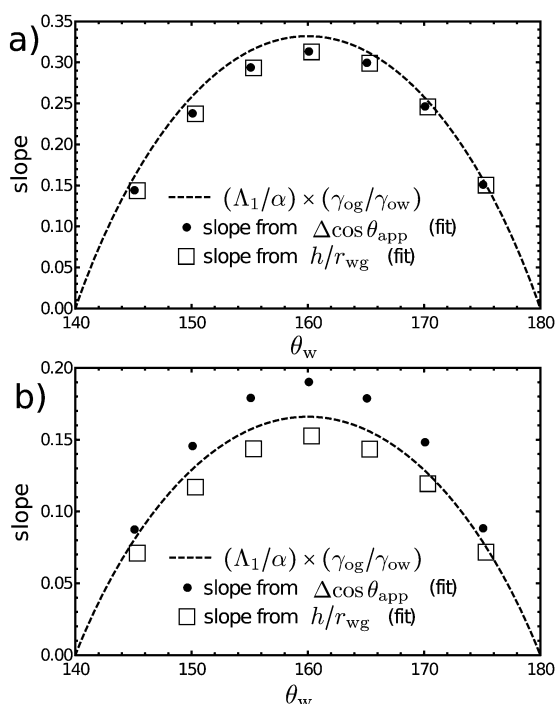 a)
0.35
0.30
0.25
0.20
0.15
0.10
0.05
0.00
slope
(Λ₁/α) × (γog/γow)
slope from Δcos θapp (fit)
slope from h/rwg (fit)
140 150 160 170 180
θw
b)
0.20
0.15
0.10
0.05
0.00
slope
(Λ₁/α) × (γog/γow)
slope from Δcos θapp (fit)
slope from h/rwg (fit)
140 150 160 170 180
θw